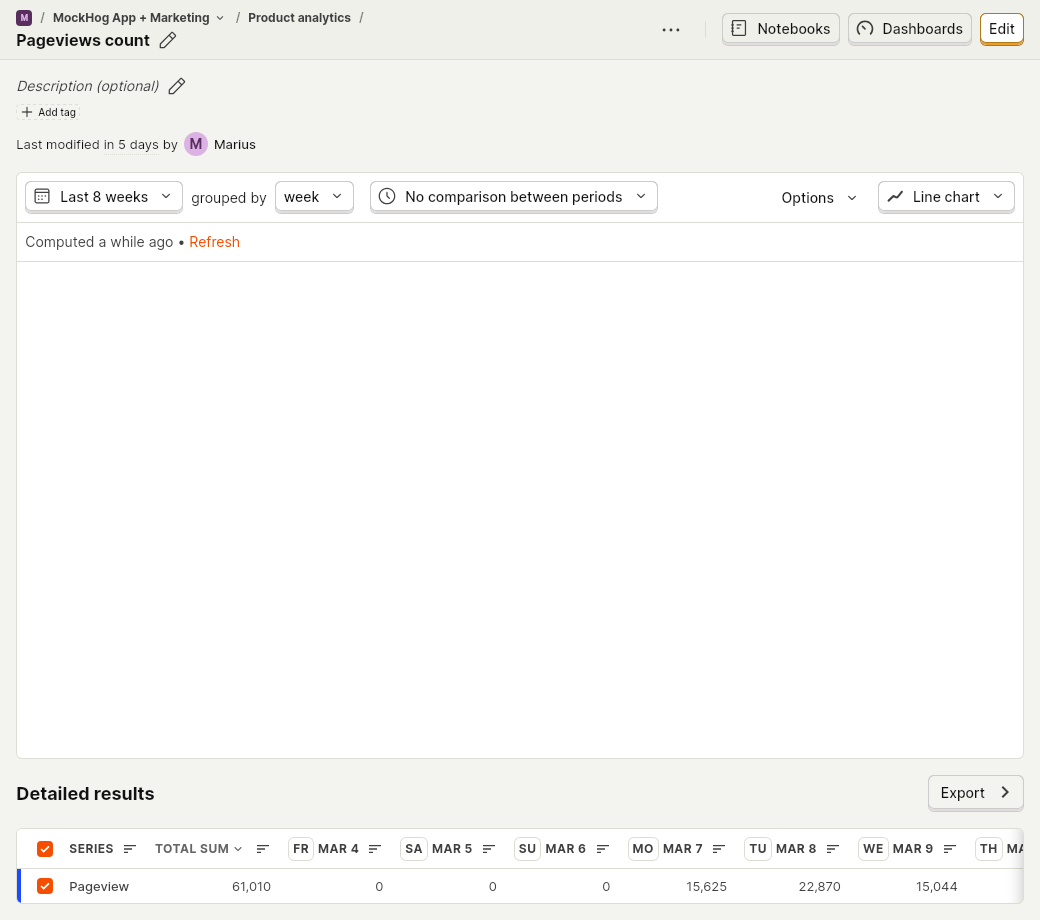 M / MockHog App + Marketing / Product analytics /
Pageviews count
Notebooks
Dashboards
Edit
Description (optional)
Add tag
Last modified in 5 days by M Marius
Last 8 weeks grouped by week No comparison between periods Options Line chart
Computed a while ago • Refresh
Detailed results
Export
SERIES TOTAL SUM FR MAR 4 SA MAR 5 SU MAR 6 MO MAR 7 TU MAR 8 WE MAR 9 TH
Pageview 61,010 0 0 0 15,625 22,870 15,044